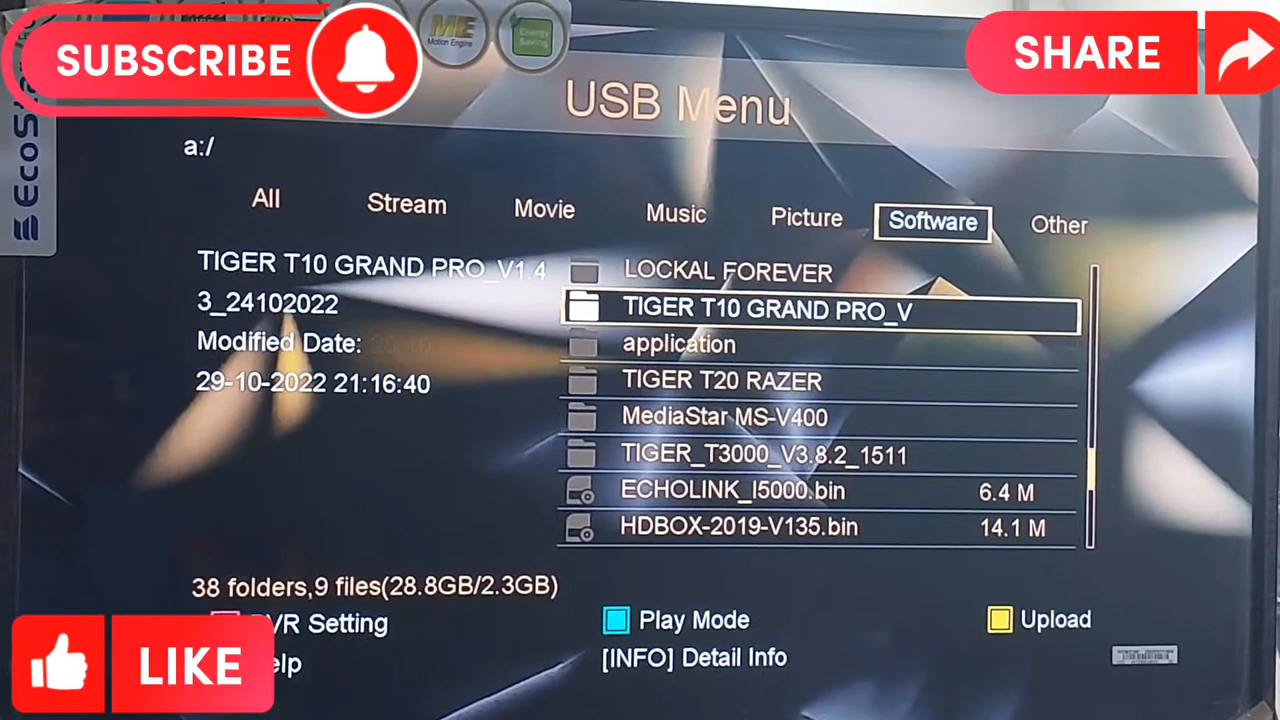 SUBSCRIBE
SHARE
ME
Motion Engine
Energy Saving
USB Menu
a:/
All Stream Movie Music Picture Software Other
TIGER T10 GRAND PRO_V1.4
3_24102022
Modified Date:
29-10-2022 21:16:40
LOCKAL FOREVER
TIGER T10 GRAND PRO_V
application
TIGER T20 RAZER
MediaStar MS-V400
TIGER_T3000_V3.8.2_1511
ECHOLINK_I5000.bin 6.4 M
HDBOX-2019-V135.bin 14.1 M
38 folders,9 files(28.8GB/2.3GB)
VR Setting Play Mode Upload
elp [INFO] Detail Info
LIKE
EcoSta